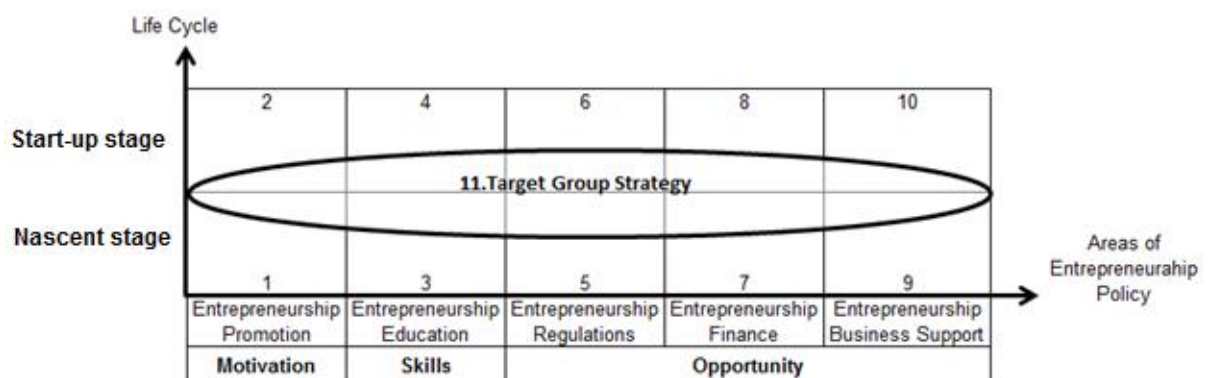 Life Cycle
2 4 6 8 10
Start-up stage
11.Target Group Strategy
Nascent stage
Areas of
Entrepreneurahip
Policy
1 3 5 7 9
Entrepreneurship Entrepreneurship Entrepreneurship Entrepreneurship Entrepreneurship
Promotion Education Regulations Finance Business Support
Motivation Skills Opportunity